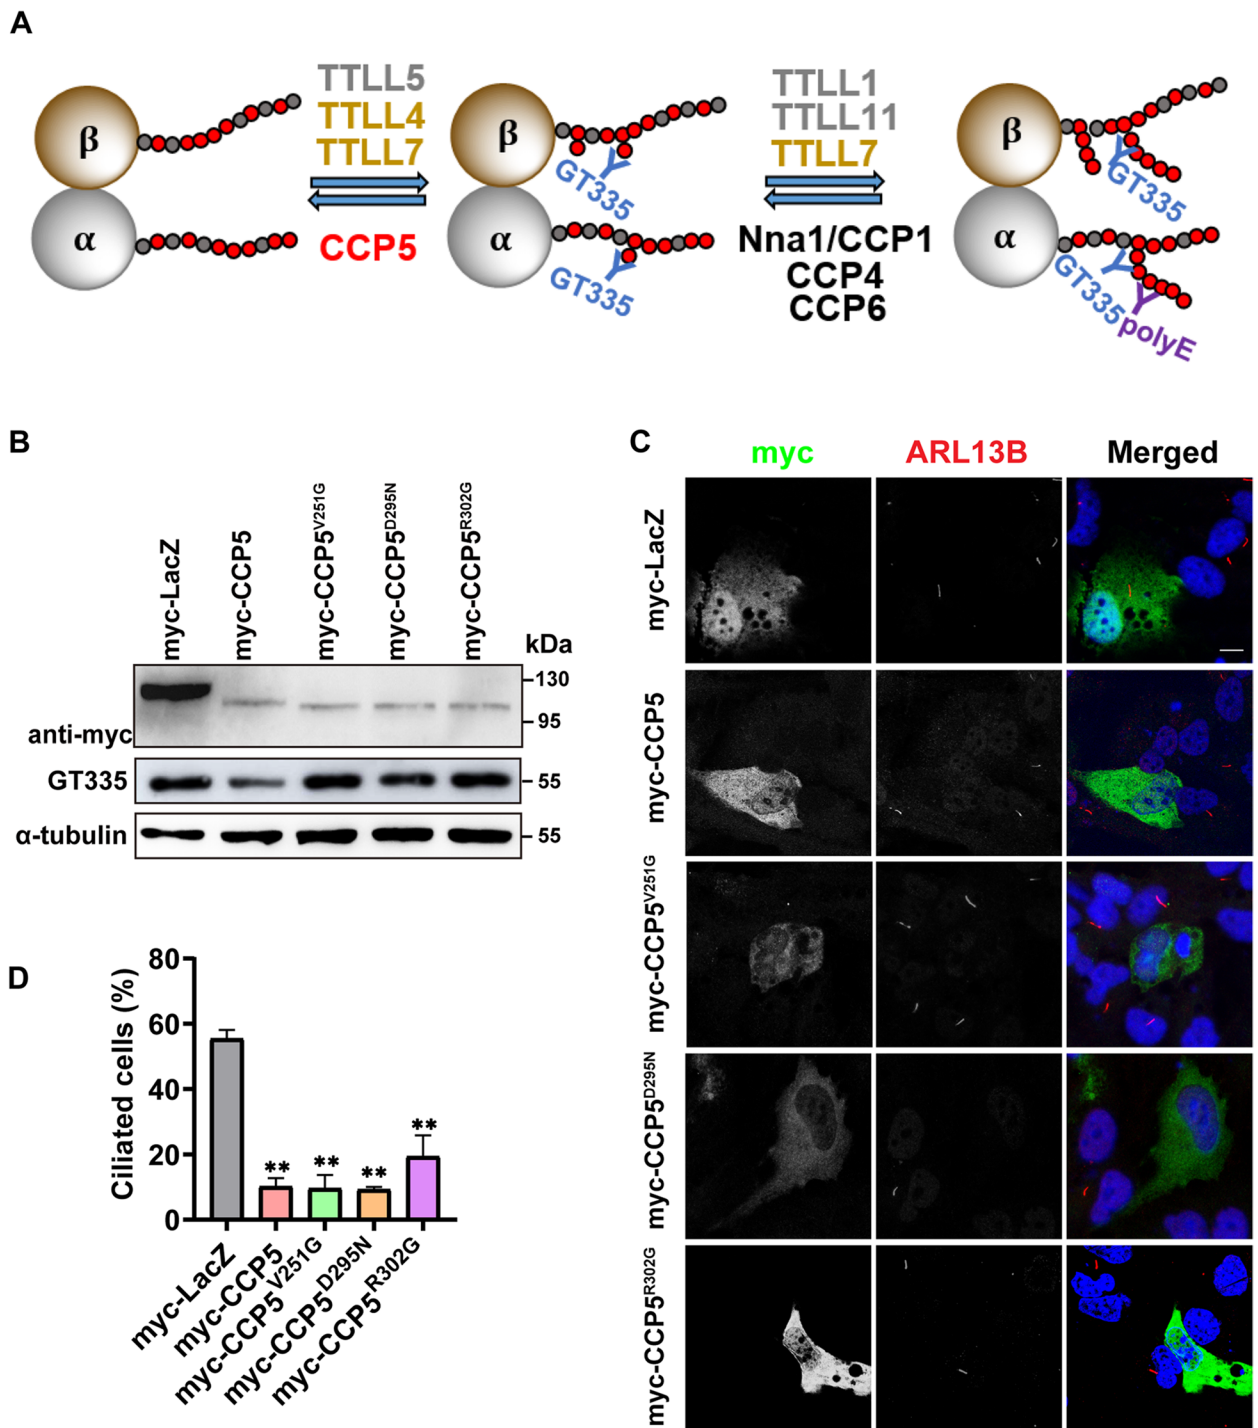 A
TTLL5
TTLL4
TTLL7
CCP5
TTLL1
TTLL11
TTLL7
Nna1/CCP1
CCP4
CCP6
β
α
β
GT335
α
GT335
β
GT335
α
GT335
polyE
B
myc-LacZ
myc-CCP5
myc-CCP5V251G
myc-CCP5D295N
myc-CCP5R302G
kDa
130
95
anti-myc
GT335
55
α-tubulin
55
C
myc
ARL13B
Merged
myc-LacZ
myc-CCP5
myc-CCP5V251G
myc-CCP5D295N
myc-CCP5R302G
D
Ciliated cells (%)
80
60
40
20
0
**
**
**
**
myc-LacZ
myc-CCP5
myc-CCP5V251G
myc-CCP5D295N
myc-CCP5R302G